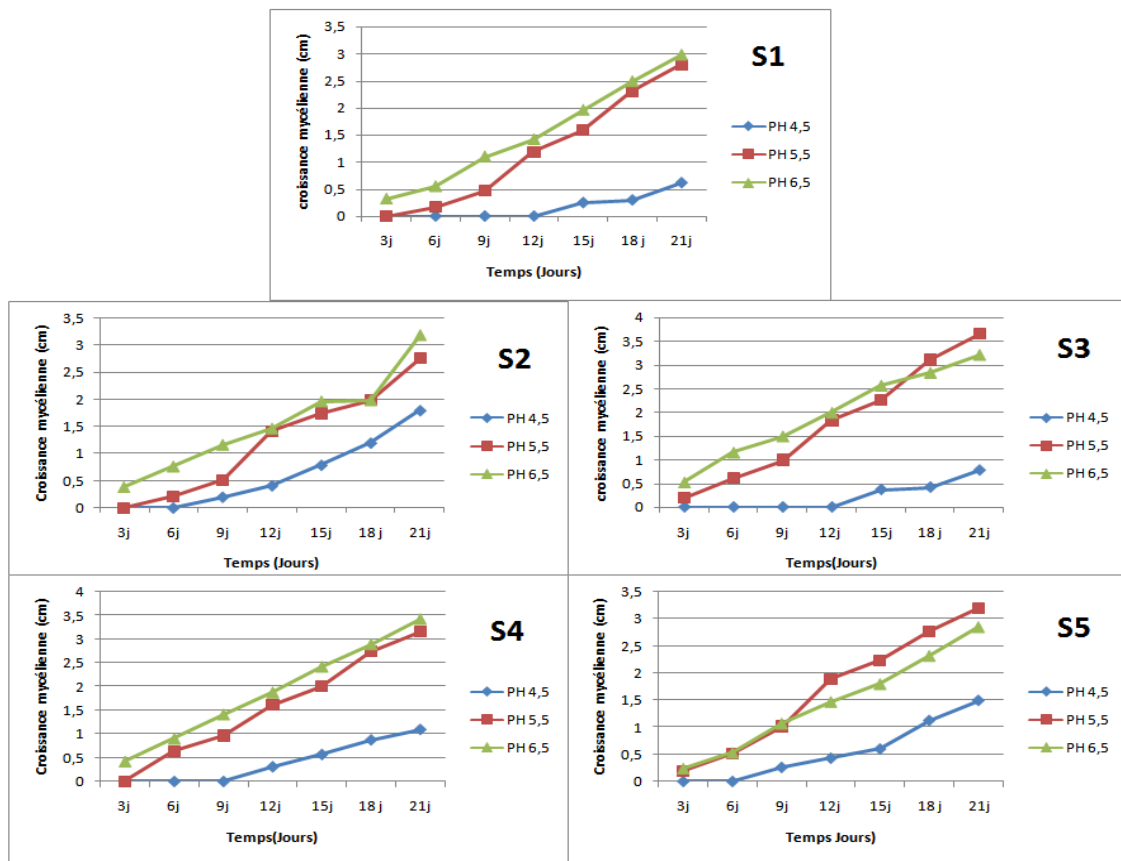 S1
croissance mycélienne (cm)
3,5
3
2,5
2
1,5
1
0,5
0
3j 6j 9j 12j 15j 18 j 21j
Temps (Jours)
PH 4,5
PH 5,5
PH 6,5
S2
Croissance mycélienne (cm)
3,5
3
2,5
2
1,5
1
0,5
0
3j 6j 9j 12j 15j 18 j 21j
Temps (Jours)
PH 4,5
PH 5,5
PH 6,5
S3
croissance mycélienne (cm)
4
3,5
3
2,5
2
1,5
1
0,5
0
3j 6j 9j 12j 15j 18 j 21j
Temps(Jours)
PH 4,5
PH 5,5
PH 6,5
S4
Croissance mycélienne (cm)
4
3,5
3
2,5
2
1,5
1
0,5
0
3j 6j 9j 12j 15j 18 j 21j
Temps(Jours)
PH 4,5
PH 5,5
PH 6,5
S5
Croissance mycélienne (cm)
3,5
3
2,5
2
1,5
1
0,5
0
3j 6j 9j 12j 15j 18 j 21j
Temps Jours)
PH 4,5
PH 5,5
PH 6,5